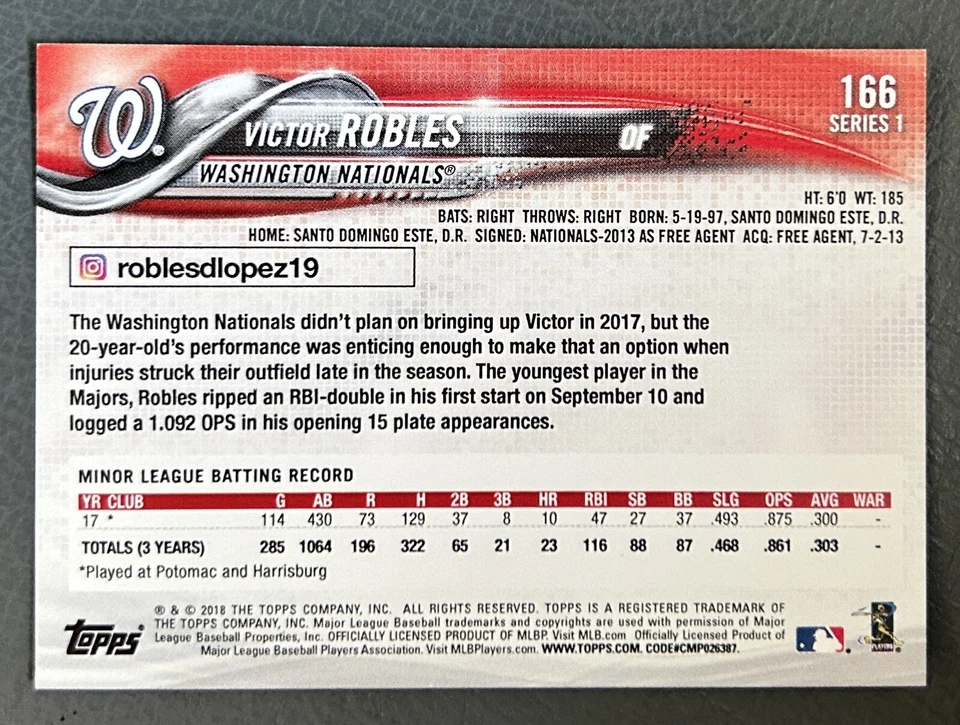 W®
166
SERIES 1
VICTOR ROBLES OF
WASHINGTON NATIONALS®
HT: 6'0 WT: 185
BATS: RIGHT THROWS: RIGHT BORN: 5-19-97, SANTO DOMINGO ESTE, D.R.
HOME: SANTO DOMINGO ESTE, D.R. SIGNED: NATIONALS-2013 AS FREE AGENT ACQ: FREE AGENT, 7-2-13
roblesdlopez19
The Washington Nationals didn't plan on bringing up Victor in 2017, but the
20-year-old's performance was enticing enough to make that an option when
injuries struck their outfield late in the season. The youngest player in the
Majors, Robles ripped an RBI-double in his first start on September 10 and
logged a 1.092 OPS in his opening 15 plate appearances.
MINOR LEAGUE BATTING RECORD
YR CLUB G AB R H 2B 3B HR RBI SB BB SLG OPS AVG WAR
17 * 114 430 73 129 37 8 10 47 27 37 .493 .875 .300 -
TOTALS (3 YEARS) 285 1064 196 322 65 21 23 116 88 87 .468 .861 .303 -
*Played at Potomac and Harrisburg
® & © 2018 THE TOPPS COMPANY, INC. ALL RIGHTS RESERVED. TOPPS IS A REGISTERED TRADEMARK OF
THE TOPPS COMPANY, INC. Major League Baseball trademarks and copyrights are used with permission of Major
League Baseball Properties, Inc. OFFICIALLY LICENSED PRODUCT OF MLBP. Visit MLB.com Officially Licensed Product of
Major League Baseball Players Association. Visit MLBPlayers.com. WWW.TOPPS.COM. CODE#CMP026387.
topps®
PLAYERS